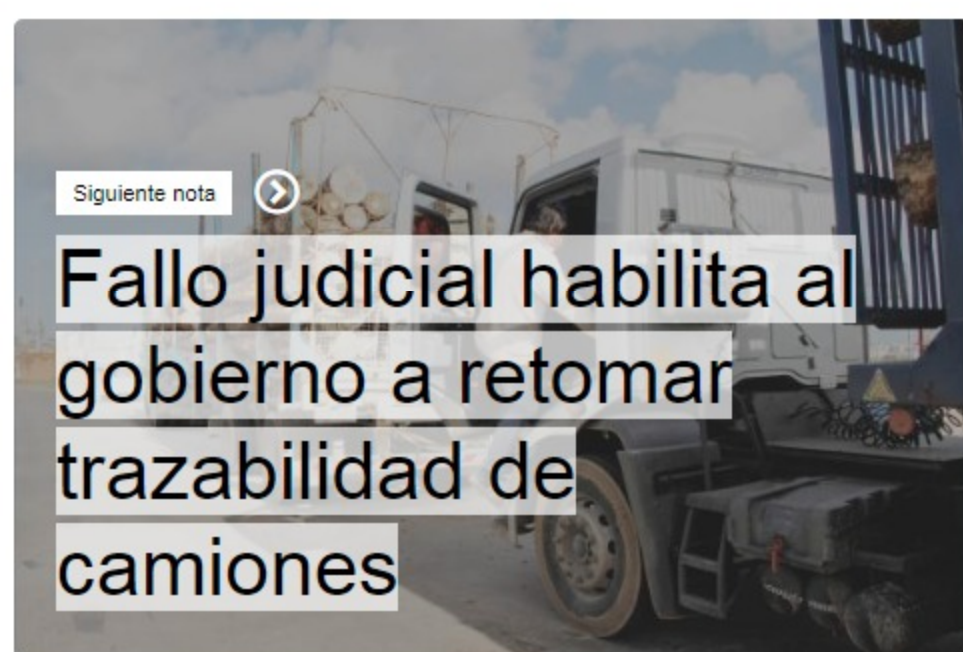 Siguiente nota
Fallo judicial habilita al
gobierno a retomar
trazabilidad de
camiones